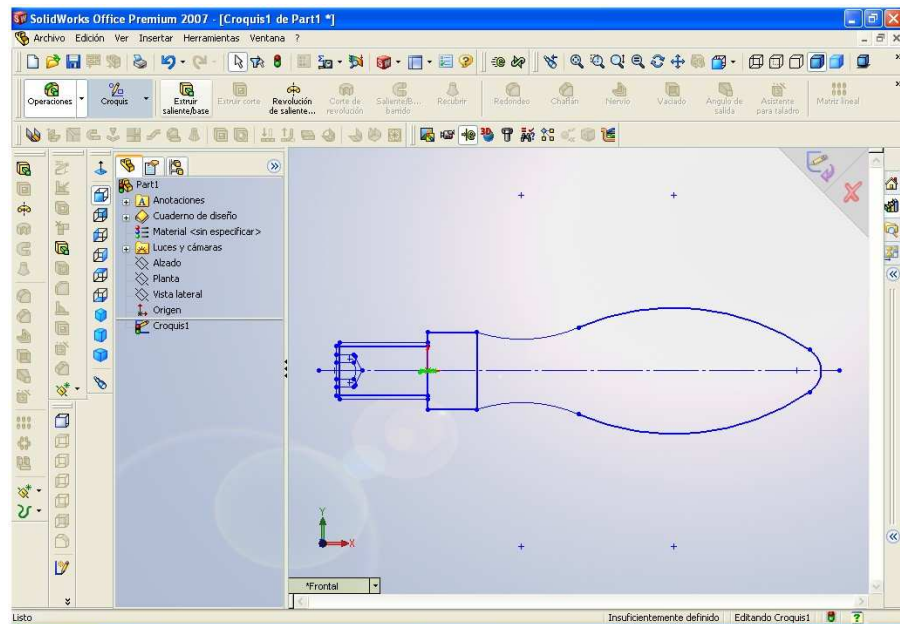 SolidWorks Office Premium 2007 - [Croquis1 de Part1 *]
Archivo Edición Ver Insertar Herramientas Ventana ?
Operaciones
Croquis
Extruir saliente/base
Extruir corte
Revolución de saliente...
Corte de revolución
Saliente/B... barrido
Recubrir
Redondeo
Chaflán
Nervio
Vaciado
Angulo de salida
Asistente para taladro
Matriz lineal
Part1
Anotaciones
Cuaderno de diseño
Material <sin especificar>
Luces y cámaras
Alzado
Planta
Vista lateral
Origen
Croquis1
Y
X
*Frontal
Listo
Insuficientemente definido
Editando Croquis1